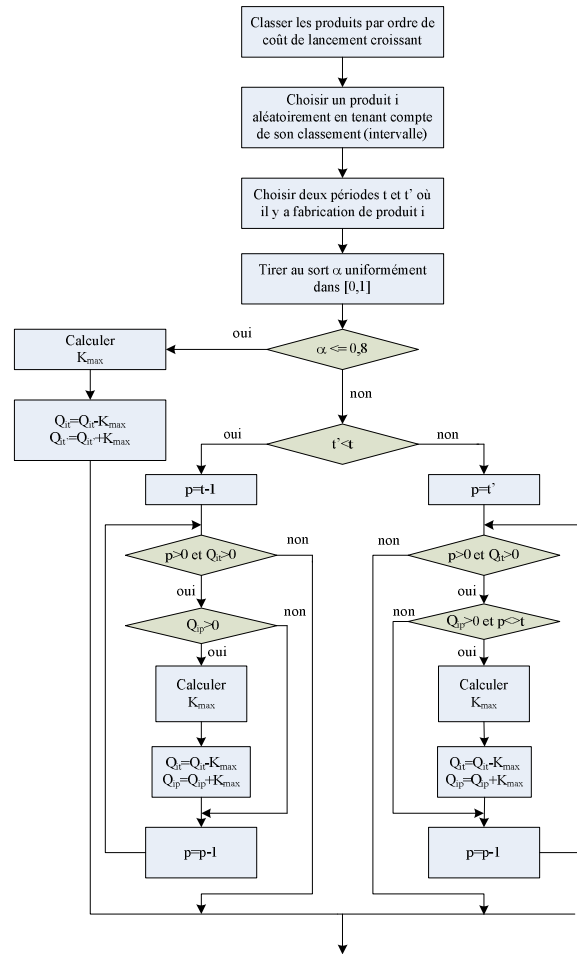 Classer les produits par ordre de
coût de lancement croissant
Choisir un produit i
aléatoirement en tenant compte
de son classement (intervalle)
Choisir deux périodes t et t’ où
il y a fabrication de produit i
Tirer au sort α uniformément
dans [0,1]
oui
α <= 0,8
Calculer
Kmax
non
Qit=Qit-Kmax
Qit'=Qit'+Kmax
oui
t’<t
non
p=t-1
p=t’
p>0 et Qit>0
non
non
p>0 et Qit>0
oui
oui
Qip>0
non
non
Qip>0 et p<>t
oui
oui
Calculer
Kmax
Calculer
Kmax
Qit=Qit-Kmax
Qip=Qip+Kmax
Qit=Qit-Kmax
Qip=Qip+Kmax
p=p-1
p=p-1